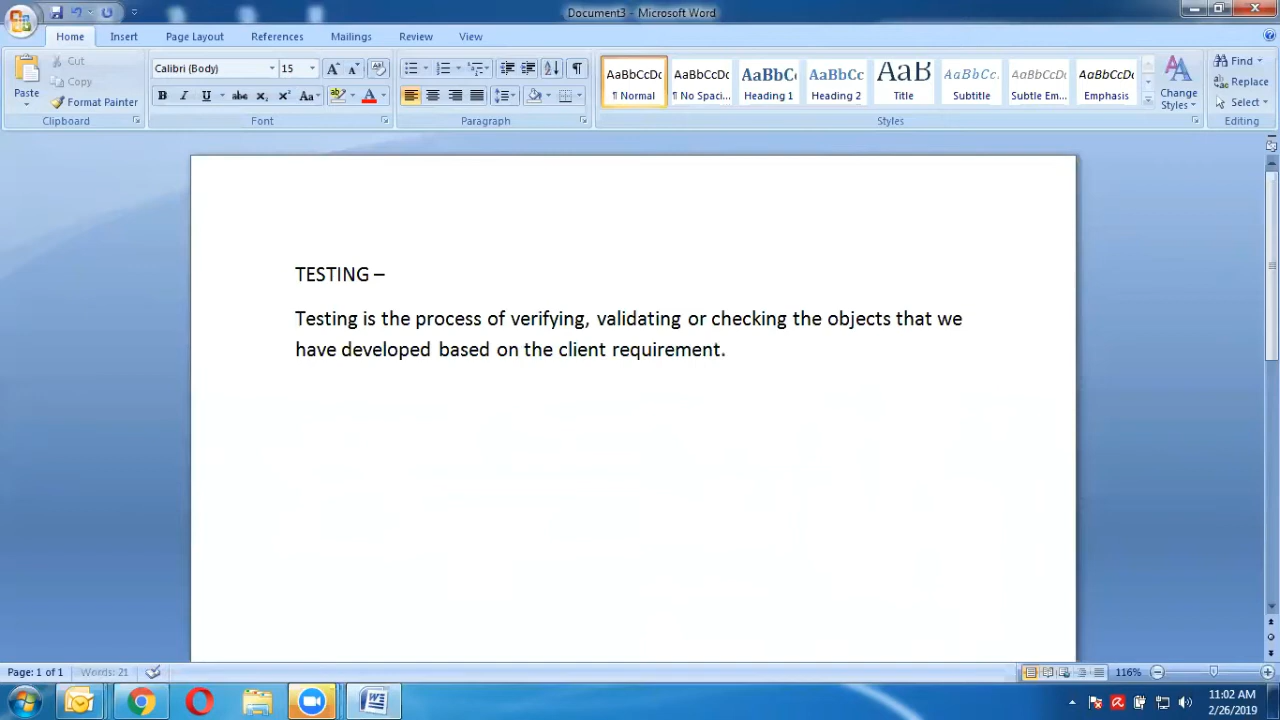 Document3 - Microsoft Word
Home Insert Page Layout References Mailings Review View
Paste
Cut
Copy
Format Painter
Clipboard
Calibri (Body) 15
Font
Paragraph
AaBbCcDc AaBbCcDc AaBbC AaBbCc AaB AaBbCc. AaBbCcDc AaBbCcDc
¶ Normal ¶ No Spaci... Heading 1 Heading 2 Title Subtitle Subtle Em... Emphasis
Change Styles
Styles
Find
Replace
Select
Editing
TESTING –
Testing is the process of verifying, validating or checking the objects that we
have developed based on the client requirement.
Page: 1 of 1 Words: 21
116%
11:02 AM
2/26/2019